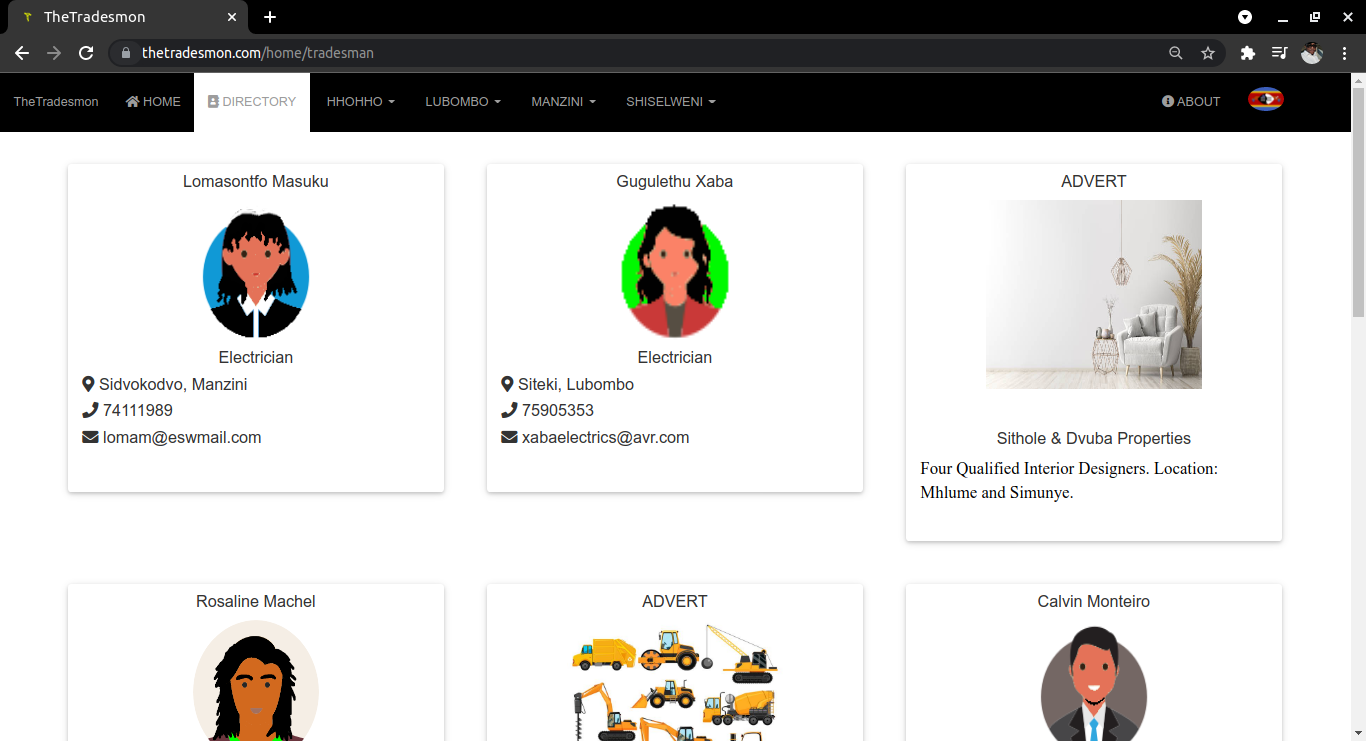 TheTradesmon
thetradesmon.com/home/tradesman
TheTradesmon HOME DIRECTORY HHOHHO LUBOMBO MANZINI SHISELWENI ABOUT
Lomasontfo Masuku
Electrician
Sidvokodvo, Manzini
74111989
lomam@eswmail.com
Gugulethu Xaba
Electrician
Siteki, Lubombo
75905353
xabaelectrics@avr.com
ADVERT
Sithole & Dvuba Properties
Four Qualified Interior Designers. Location:
Mhlume and Simunye.
Rosaline Machel
ADVERT
Calvin Monteiro